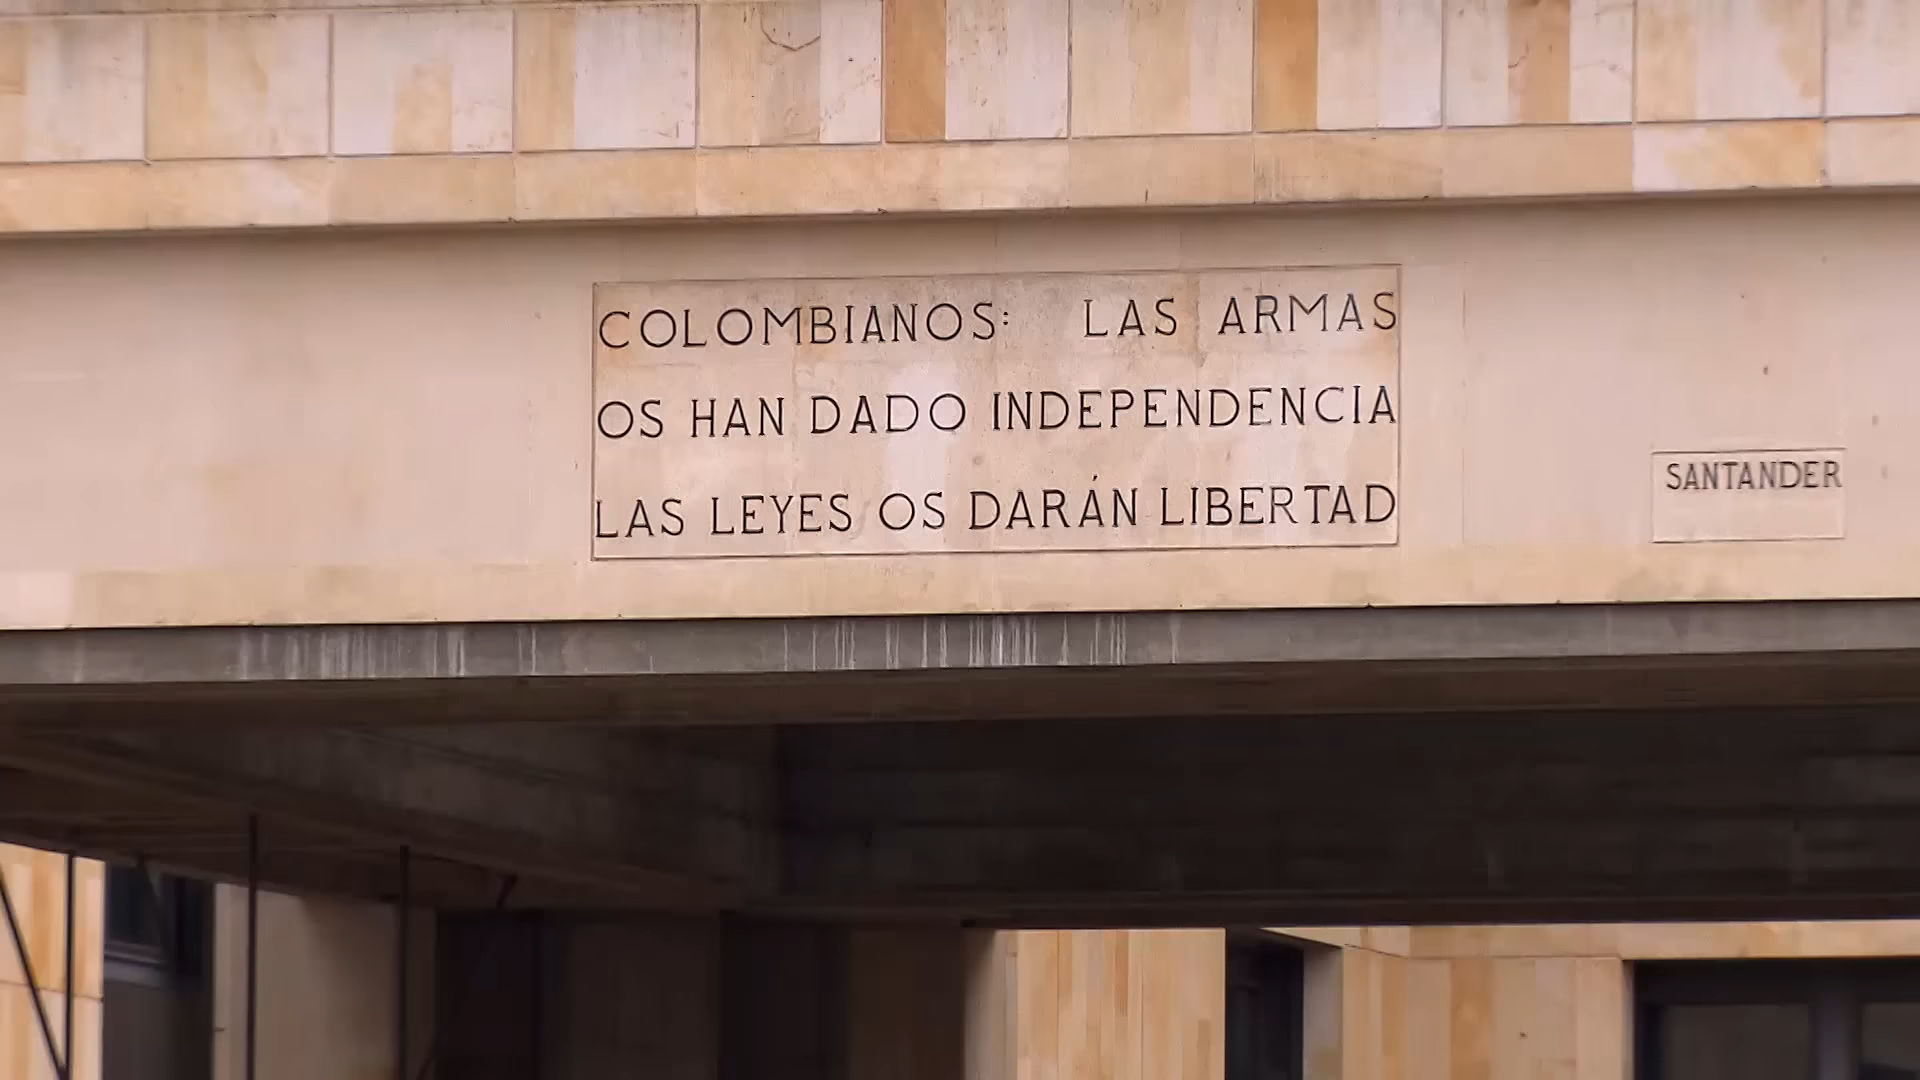 COLOMBIANOS: LAS ARMAS
OS HAN DADO INDEPENDENCIA
LAS LEYES OS DARÁN LIBERTAD
SANTANDER